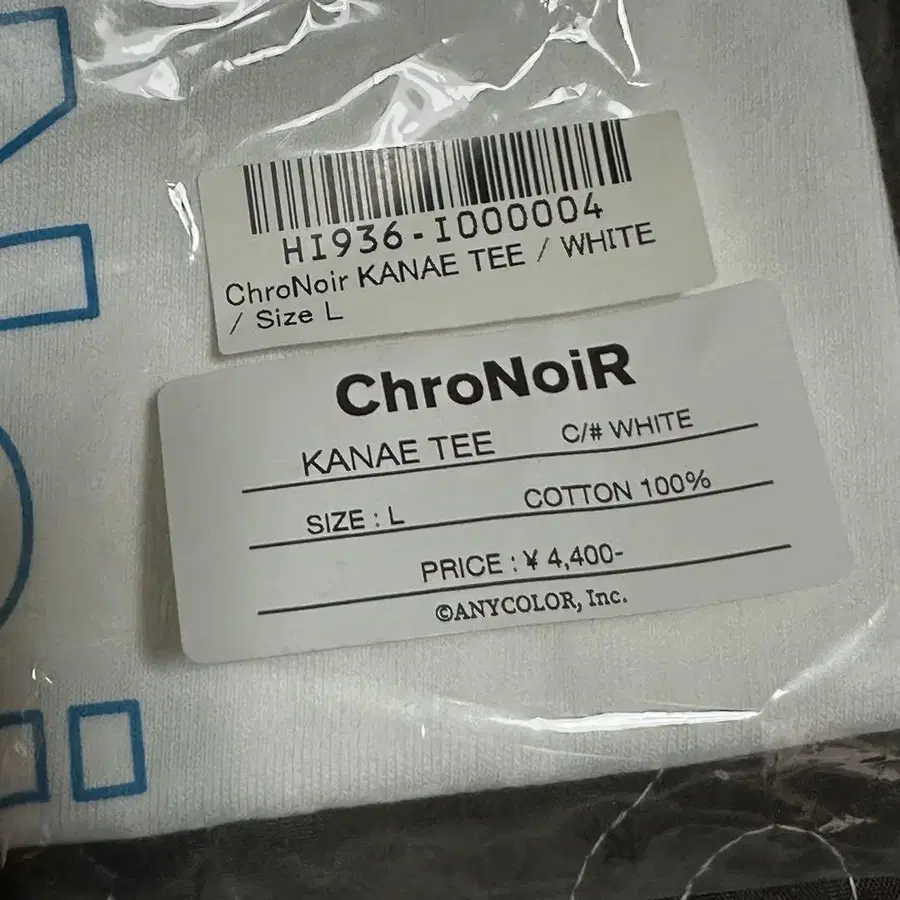 HI936-I000004
ChroNoir KANAE TEE / WHITE
/ Size L
ChroNoiR
KANAE TEE C/# WHITE
SIZE : L COTTON 100%
PRICE : ¥ 4,400-
©ANYCOLOR, Inc.